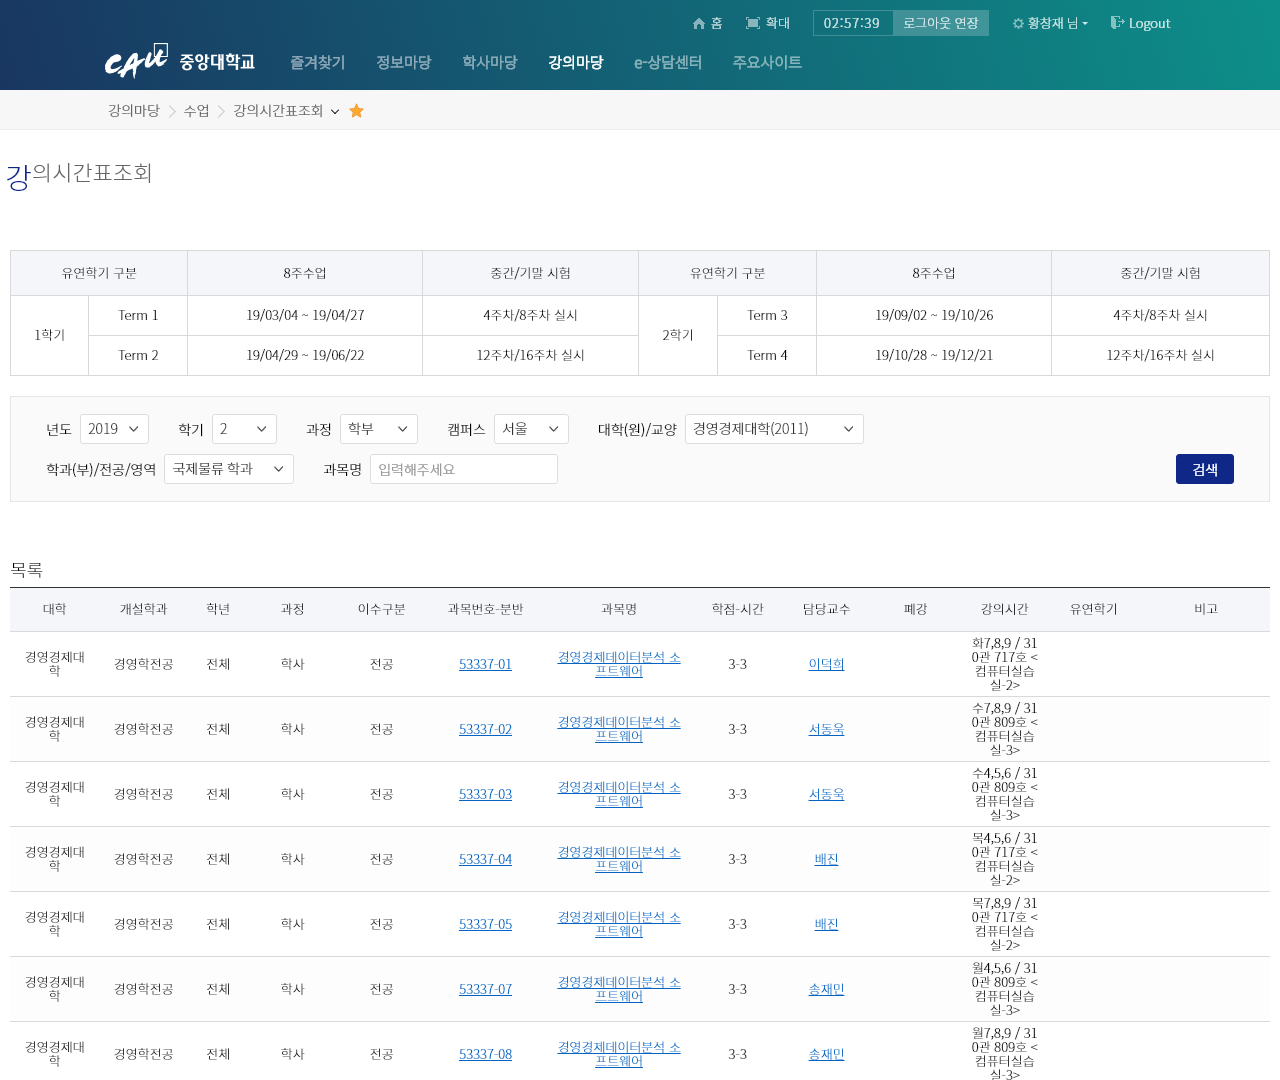 홈 확대 02:57:39 로그아웃 연장 황창재 님 Logout
CAU 중앙대학교 즐겨찾기 정보마당 학사마당 강의마당 e-상담센터 주요사이트
강의마당 수업 강의시간표조회
강의시간표조회
유연학기 구분 8주수업 중간/기말 시험 유연학기 구분 8주수업 중간/기말 시험
1학기 Term 1 19/03/04 ~ 19/04/27 4주차/8주차 실시 2학기 Term 3 19/09/02 ~ 19/10/26 4주차/8주차 실시
Term 2 19/04/29 ~ 19/06/22 12주차/16주차 실시 Term 4 19/10/28 ~ 19/12/21 12주차/16주차 실시
년도 2019 학기 2 과정 학부 캠퍼스 서울 대학(원)/교양 경영경제대학(2011)
학과(부)/전공/영역 국제물류 학과 과목명 입력해주세요 검색
목록
대학 개설학과 학년 과정 이수구분 과목번호-분반 과목명 학점-시간 담당교수 폐강 강의시간 유연학기 비고
경영경제대
학 경영학전공 전체 학사 전공 53337-01 경영경제데이터분석 소
프트웨어 3-3 이덕희 화7,8,9 / 31
0관 717호 <
컴퓨터실습
실-2>
경영경제대
학 경영학전공 전체 학사 전공 53337-02 경영경제데이터분석 소
프트웨어 3-3 서동욱 수7,8,9 / 31
0관 809호 <
컴퓨터실습
실-3>
경영경제대
학 경영학전공 전체 학사 전공 53337-03 경영경제데이터분석 소
프트웨어 3-3 서동욱 수4,5,6 / 31
0관 809호 <
컴퓨터실습
실-3>
경영경제대
학 경영학전공 전체 학사 전공 53337-04 경영경제데이터분석 소
프트웨어 3-3 배진 목4,5,6 / 31
0관 717호 <
컴퓨터실습
실-2>
경영경제대
학 경영학전공 전체 학사 전공 53337-05 경영경제데이터분석 소
프트웨어 3-3 배진 목7,8,9 / 31
0관 717호 <
컴퓨터실습
실-2>
경영경제대
학 경영학전공 전체 학사 전공 53337-07 경영경제데이터분석 소
프트웨어 3-3 송재민 월4,5,6 / 31
0관 809호 <
컴퓨터실습
실-3>
경영경제대
학 경영학전공 전체 학사 전공 53337-08 경영경제데이터분석 소
프트웨어 3-3 송재민 월7,8,9 / 31
0관 809호 <
컴퓨터실습
실-3>